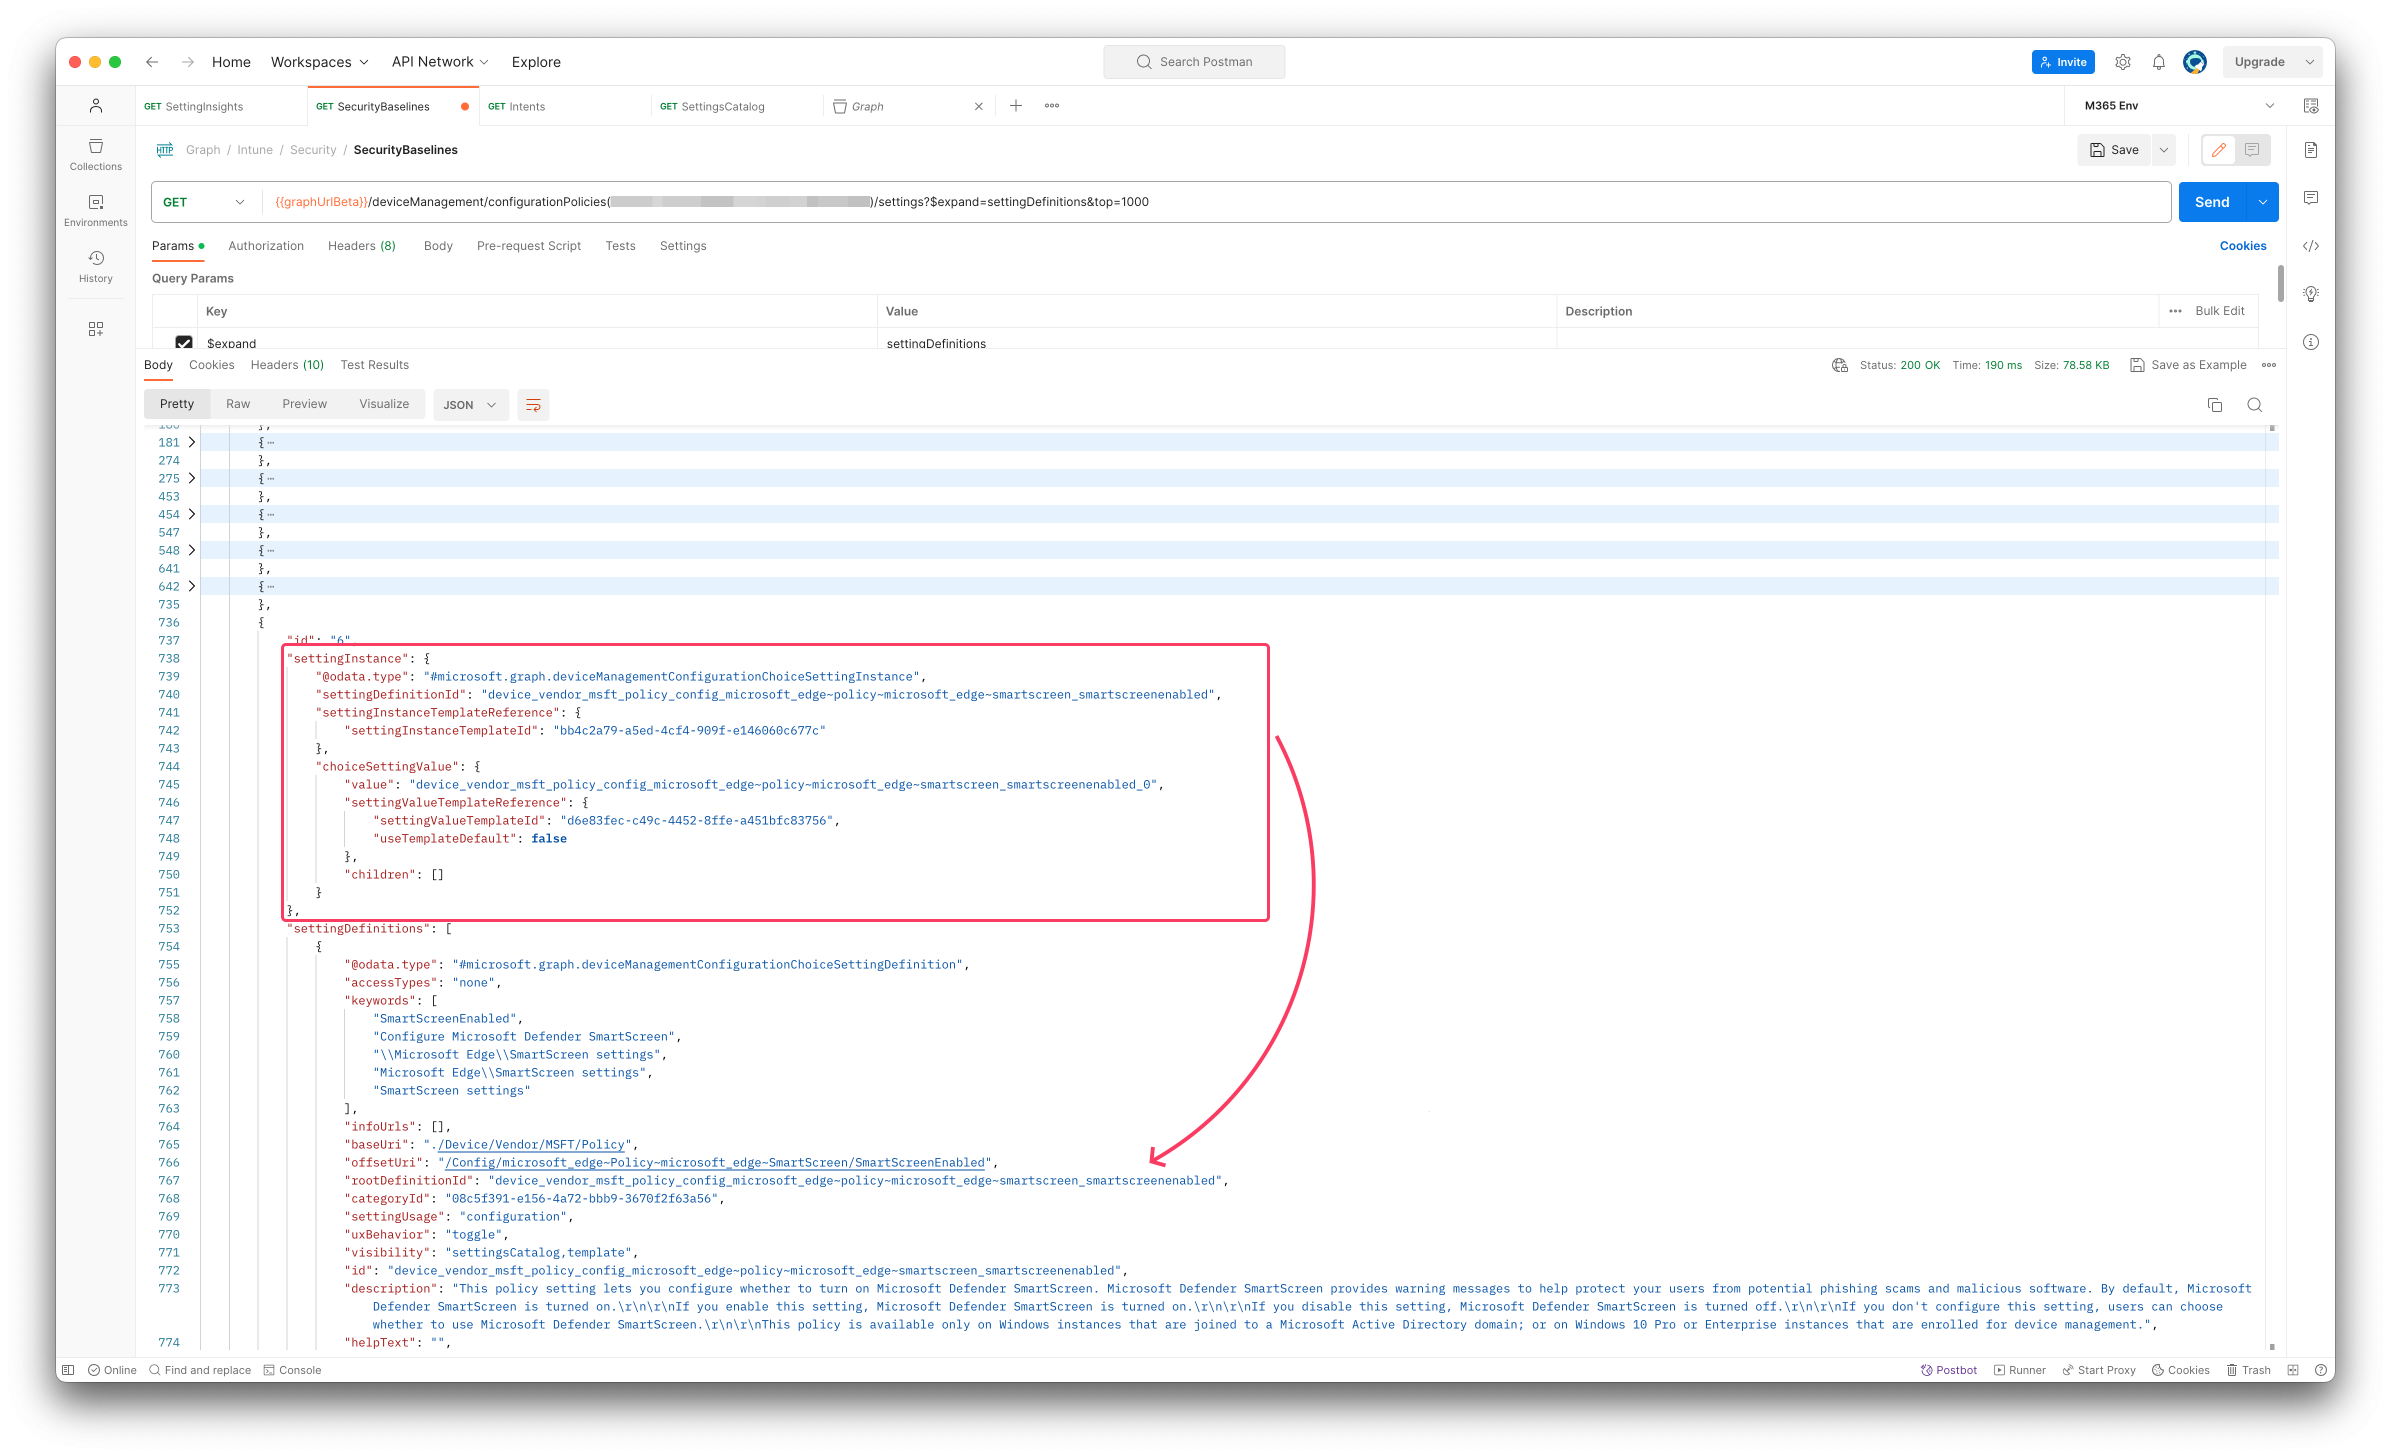 Home Workspaces API Network Explore Search Postman Invite Upgrade
GET SettingInsights GET SecurityBaselines GET Intents GET SettingsCatalog Graph M365 Env
Graph / Intune / Security / SecurityBaselines Save
Collections
Environments
History
GET {{graphUrlBeta}}/deviceManagement/configurationPolicies( )/settings?$expand=settingDefinitions&top=1000 Send
Params Authorization Headers (8) Body Pre-request Script Tests Settings Cookies
Query Params
Key Value Description Bulk Edit
$expand settingDefinitions
Body Cookies Headers (10) Test Results Status: 200 OK Time: 190 ms Size: 78.58 KB Save as Example
Pretty Raw Preview Visualize JSON
180 },
181 {
274 },
275 {
453 },
454 {
547 },
548 {
641 },
642 {
735 },
736 {
737 "id": "6",
738 "settingInstance": {
739 "@odata.type": "#microsoft.graph.deviceManagementConfigurationChoiceSettingInstance",
740 "settingDefinitionId": "device_vendor_msft_policy_config_microsoft_edge~policy~microsoft_edge~smartscreen_smartscreenenabled",
741 "settingInstanceTemplateReference": {
742 "settingInstanceTemplateId": "bb4c2a79-a5ed-4cf4-909f-e146060c677c"
743 },
744 "choiceSettingValue": {
745 "value": "device_vendor_msft_policy_config_microsoft_edge~policy~microsoft_edge~smartscreen_smartscreenenabled_0",
746 "settingValueTemplateReference": {
747 "settingValueTemplateId": "d6e83fec-c49c-4452-8ffe-a451bfc83756",
748 "useTemplateDefault": false
749 },
750 "children": []
751 }
752 },
753 "settingDefinitions": [
754 {
755 "@odata.type": "#microsoft.graph.deviceManagementConfigurationChoiceSettingDefinition",
756 "accessTypes": "none",
757 "keywords": [
758 "SmartScreenEnabled",
759 "Configure Microsoft Defender SmartScreen",
760 "\\Microsoft Edge\\SmartScreen settings",
761 "Microsoft Edge\\SmartScreen settings",
762 "SmartScreen settings"
763 ],
764 "infoUrls": [],
765 "baseUri": "./Device/Vendor/MSFT/Policy",
766 "offsetUri": "/Config/microsoft_edge~Policy~microsoft_edge~SmartScreen/SmartScreenEnabled",
767 "rootDefinitionId": "device_vendor_msft_policy_config_microsoft_edge~policy~microsoft_edge~smartscreen_smartscreenenabled",
768 "categoryId": "08c5f391-e156-4a72-bbb9-3670f2f63a56",
769 "settingUsage": "configuration",
770 "uxBehavior": "toggle",
771 "visibility": "settingsCatalog,template",
772 "id": "device_vendor_msft_policy_config_microsoft_edge~policy~microsoft_edge~smartscreen_smartscreenenabled",
773 "description": "This policy setting lets you configure whether to turn on Microsoft Defender SmartScreen. Microsoft Defender SmartScreen provides warning messages to help protect your users from potential phishing scams and malicious software. By default, Microsoft
Defender SmartScreen is turned on.\r\n\r\nIf you enable this setting, Microsoft Defender SmartScreen is turned on.\r\n\r\nIf you disable this setting, Microsoft Defender SmartScreen is turned off.\r\n\r\nIf you don't configure this setting, users can choose
whether to use Microsoft Defender SmartScreen.\r\n\r\nThis policy is available only on Windows instances that are joined to a Microsoft Active Directory domain; or on Windows 10 Pro or Enterprise instances that are enrolled for device management.",
774 "helpText": "",
Online Find and replace Console Postbot Runner Start Proxy Cookies Trash